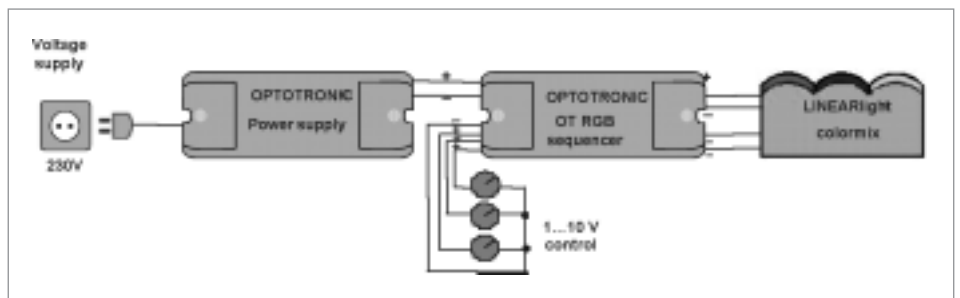 Voltage
supply
230V
OPTOTRONIC
Power supply
+
–
OPTOTRONIC
OT RGB
sequencer
+
–
–
–
LINEARlight
colormix
1...10 V
control